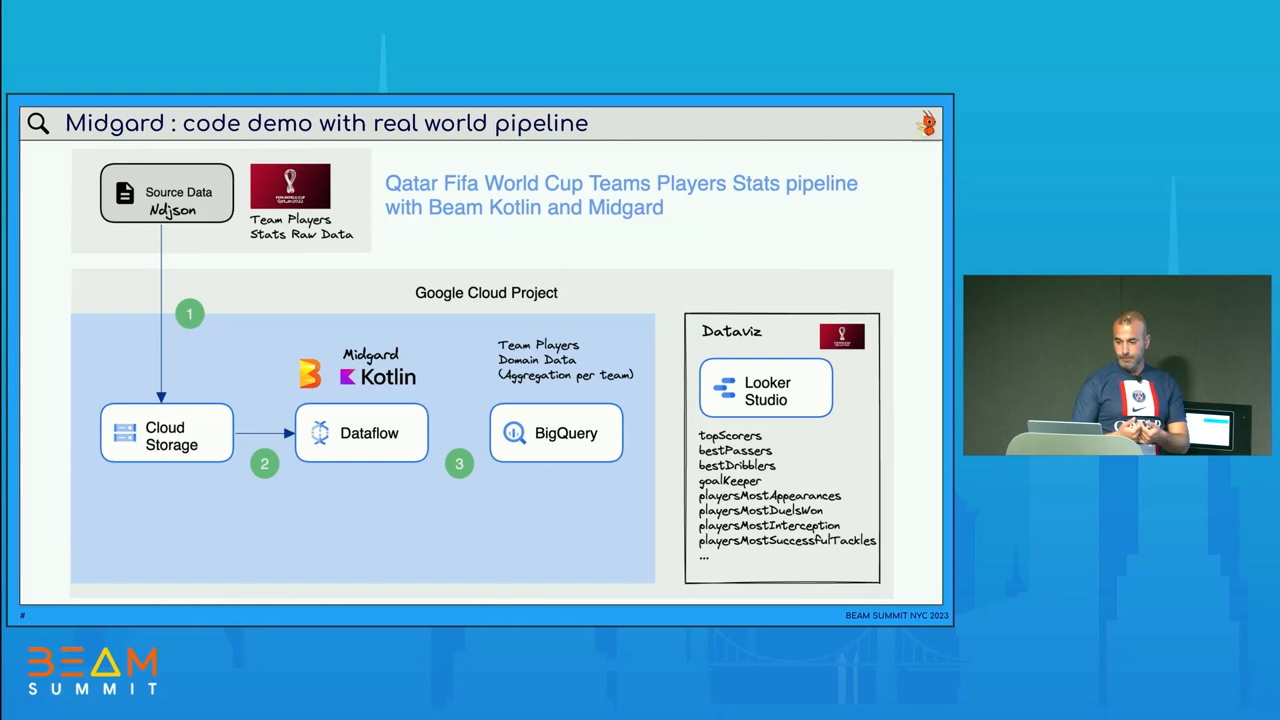 Midgard : code demo with real world pipeline
Source Data
Ndjson
Team Players
Stats Raw Data
Qatar Fifa World Cup Teams Players Stats pipeline
with Beam Kotlin and Midgard
Google Cloud Project
1
Midgard
Kotlin
Team Players
Domain Data
(Aggregation per team)
Cloud
Storage
2
Dataflow
3
BigQuery
Dataviz
Looker
Studio
topScorers
bestPassers
bestDribblers
goalKeeper
playersMostAppearances
playersMostDuelsWon
playersMostInterception
playersMostSuccessfulTackles
...
#
BEAM SUMMIT NYC 2023
BEAM
SUMMIT